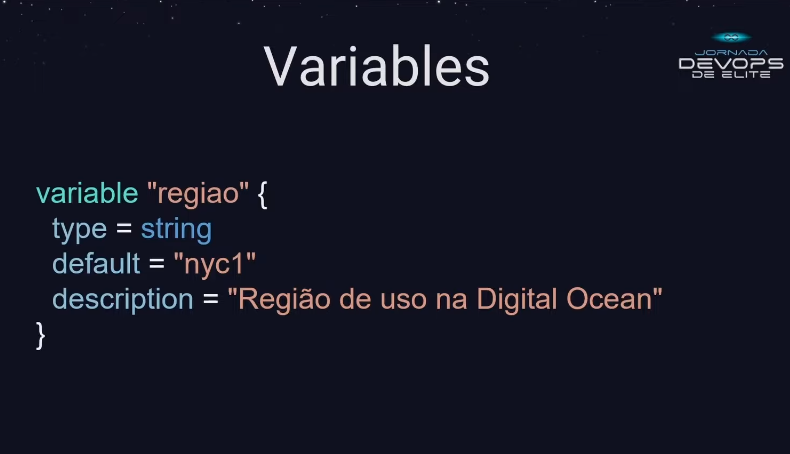 Variables
JORNADA
DEVOPS
DE ELITE
variable "regiao" {
type = string
default = "nyc1"
description = "Região de uso na Digital Ocean"
}